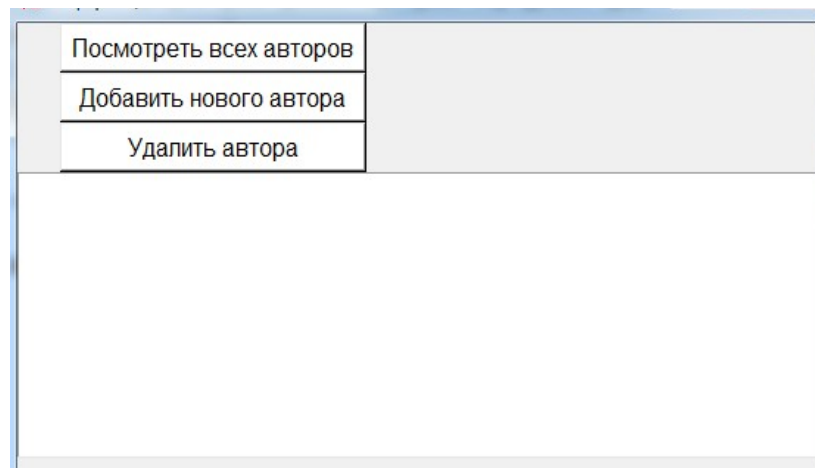 Посмотреть всех авторов
Добавить нового автора
Удалить автора